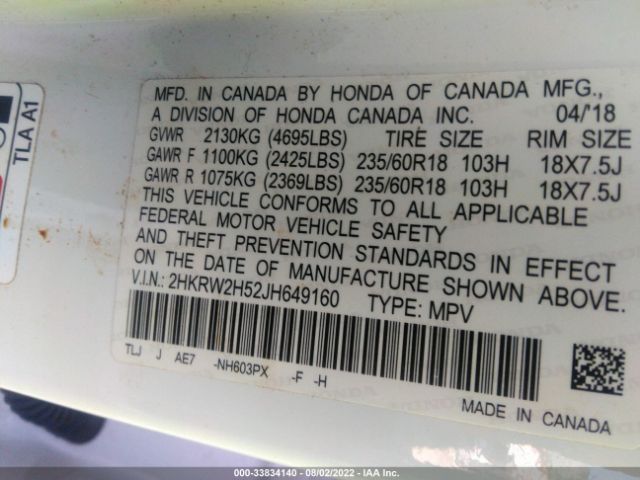 MFD. IN CANADA BY HONDA OF CANADA MFG.,
A DIVISION OF HONDA CANADA INC. 04/'18
GVWR 2130KG (4695LBS) TIRE SIZE RIM SIZE
GAWR F 1100KG (2425LBS) 235/60R18 103H 18X7.5J
GAWR R 1075KG (2369LBS) 235/60R18 103H 18X7.5J
THIS VEHICLE CONFORMS TO ALL APPLICABLE
FEDERAL MOTOR VEHICLE SAFETY
AND THEFT PREVENTION STANDARDS IN EFFECT
ON THE DATE OF MANUFACTURE SHOWN ABOVE.
V.I.N.: 2HKRW2H52JH649160 TYPE: MPV
TLJ J AE7 -NH603PX -F -H
MADE IN CANADA
TLA A1
000-33834140 - 08/02/2022 - IAA Inc.